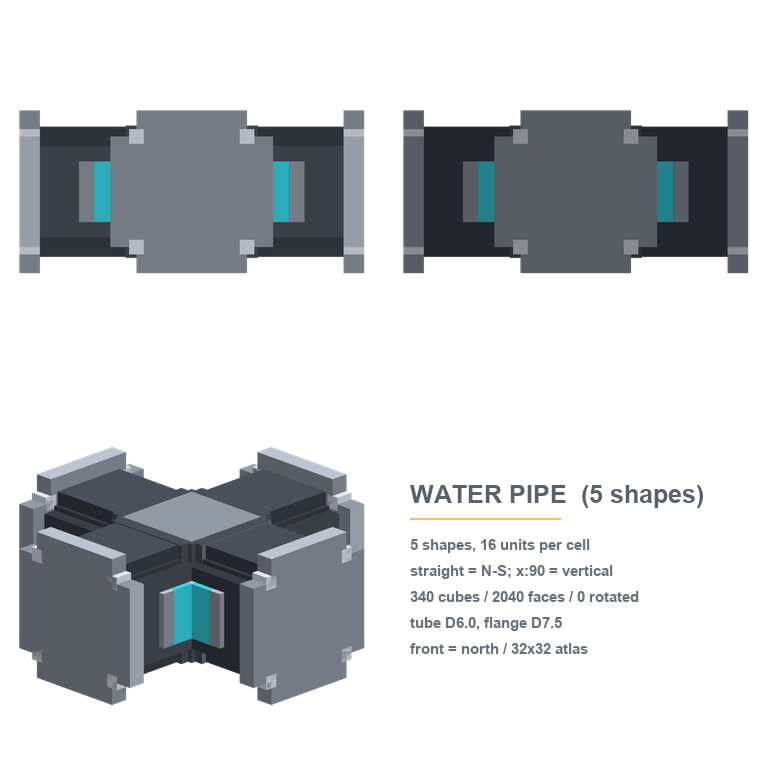 WATER PIPE  (5 shapes)
5 shapes, 16 units per cell
straight = N-S; x:90 = vertical
340 cubes / 2040 faces / 0 rotated
tube D6.0, flange D7.5
front = north / 32x32 atlas